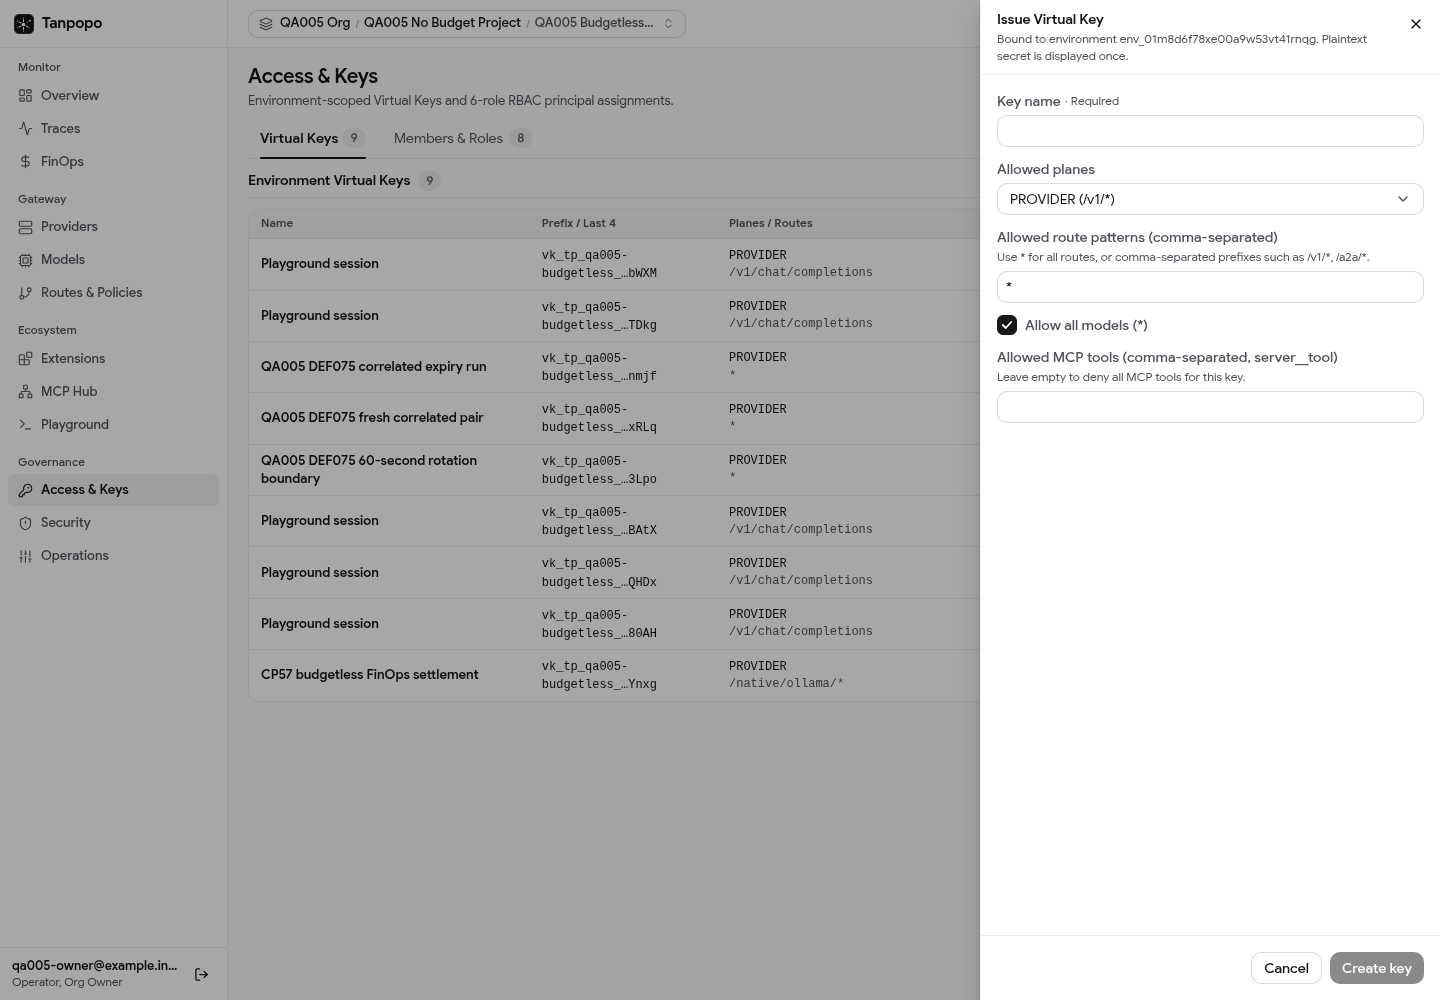 Tanpopo
Monitor
Overview
Traces
FinOps
Gateway
Providers
Models
Routes & Policies
Ecosystem
Extensions
MCP Hub
Playground
Governance
Access & Keys
Security
Operations
qa005-owner@example.in...
Operator, Org Owner
QA005 Org / QA005 No Budget Project / QA005 Budgetless...
Access & Keys
Environment-scoped Virtual Keys and 6-role RBAC principal assignments.
Virtual Keys 9 Members & Roles 8
Environment Virtual Keys 9
Name Prefix / Last 4 Planes / Routes
Playground session vk_tp_qa005-budgetless_…bWXM PROVIDER /v1/chat/completions
Playground session vk_tp_qa005-budgetless_…TDkg PROVIDER /v1/chat/completions
QA005 DEF075 correlated expiry run vk_tp_qa005-budgetless_…nmjf PROVIDER *
QA005 DEF075 fresh correlated pair vk_tp_qa005-budgetless_…xRLq PROVIDER *
QA005 DEF075 60-second rotation boundary vk_tp_qa005-budgetless_…3Lpo PROVIDER *
Playground session vk_tp_qa005-budgetless_…BAtX PROVIDER /v1/chat/completions
Playground session vk_tp_qa005-budgetless_…QHDx PROVIDER /v1/chat/completions
Playground session vk_tp_qa005-budgetless_…80AH PROVIDER /v1/chat/completions
CP57 budgetless FinOps settlement vk_tp_qa005-budgetless_…Ynxg PROVIDER /native/ollama/*
Issue Virtual Key
Bound to environment env_01m8d6f78xe00a9w53vt41rnqg. Plaintext
secret is displayed once.
Key name · Required
Allowed planes
PROVIDER (/v1/*)
Allowed route patterns (comma-separated)
Use * for all routes, or comma-separated prefixes such as /v1/*, /a2a/*.
*
Allow all models (*)
Allowed MCP tools (comma-separated, server__tool)
Leave empty to deny all MCP tools for this key.
Cancel
Create key